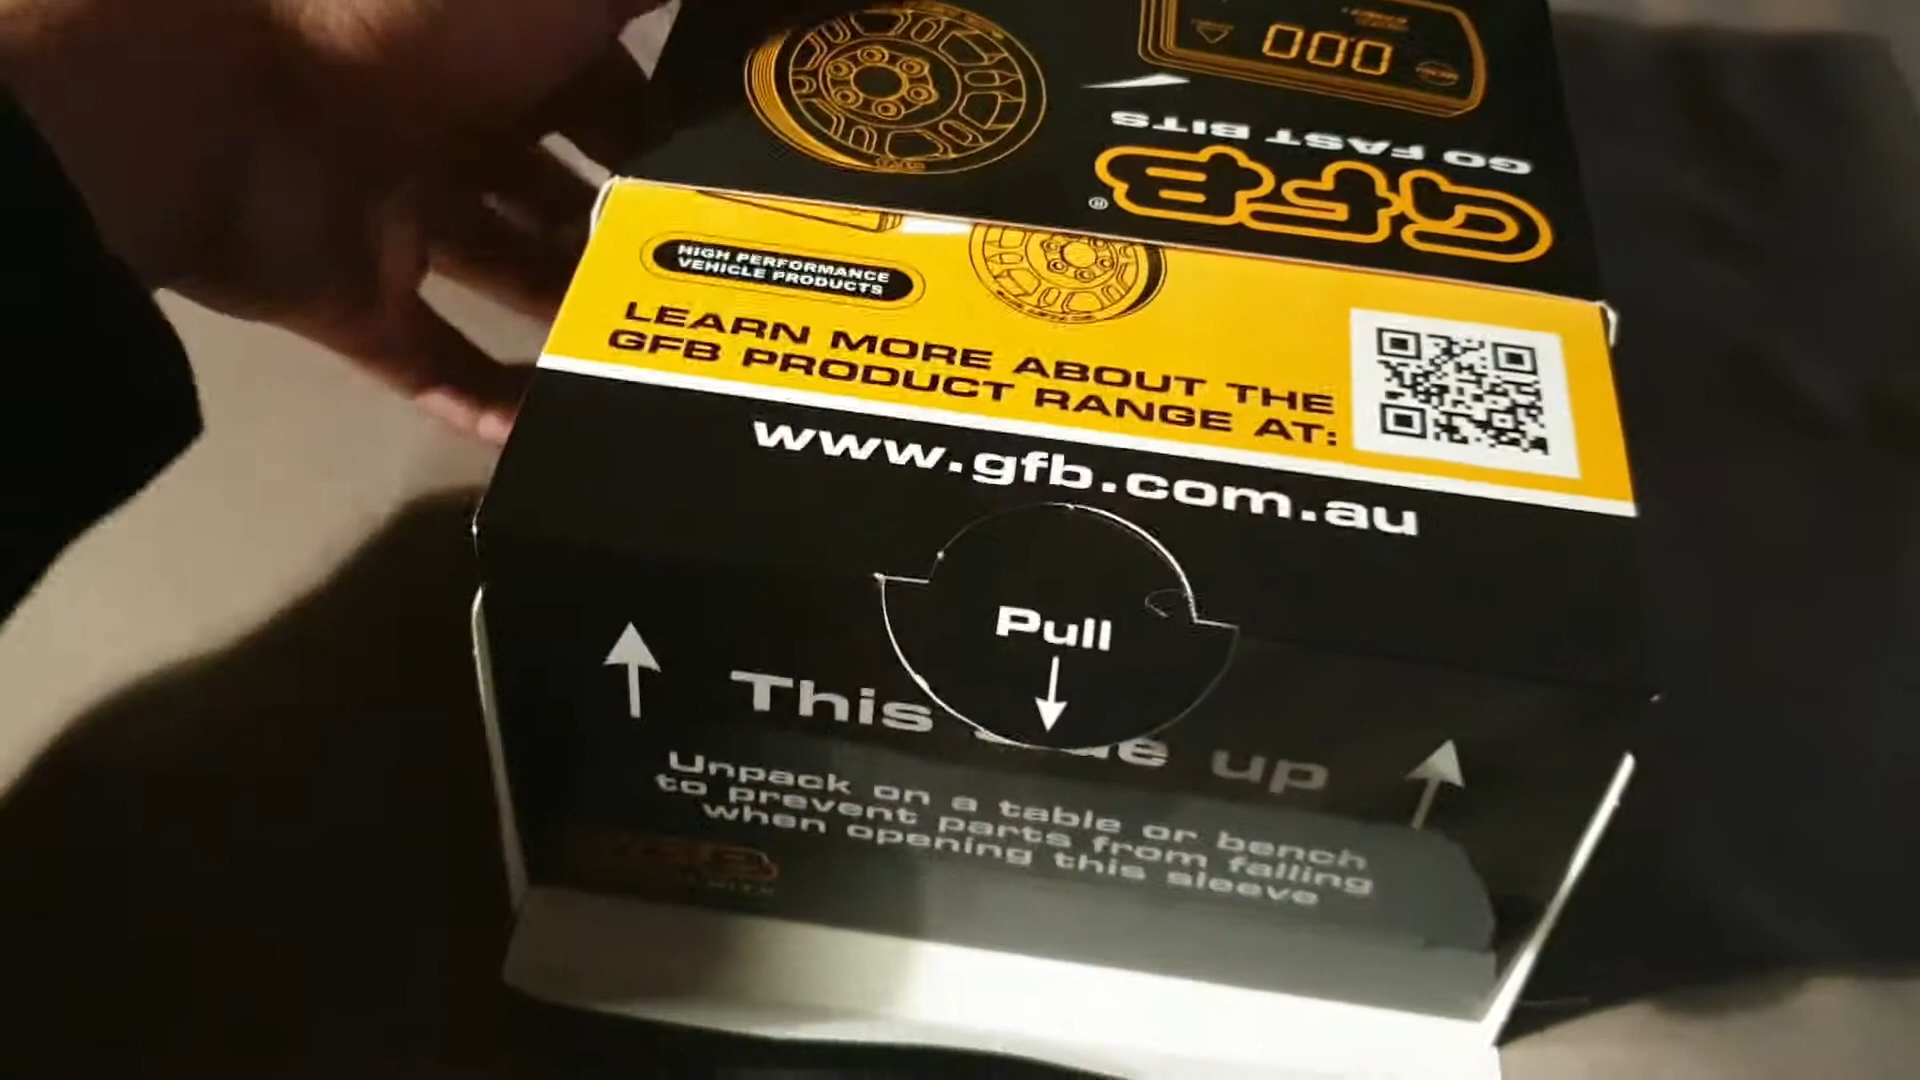 000
GO FAST BITS
GFB®
HIGH PERFORMANCE
VEHICLE PRODUCTS
LEARN MORE ABOUT THE
GFB PRODUCT RANGE AT:
www.gfb.com.au
Pull
This side up
Unpack on a table or bench
to prevent parts from falling
when opening this sleeve